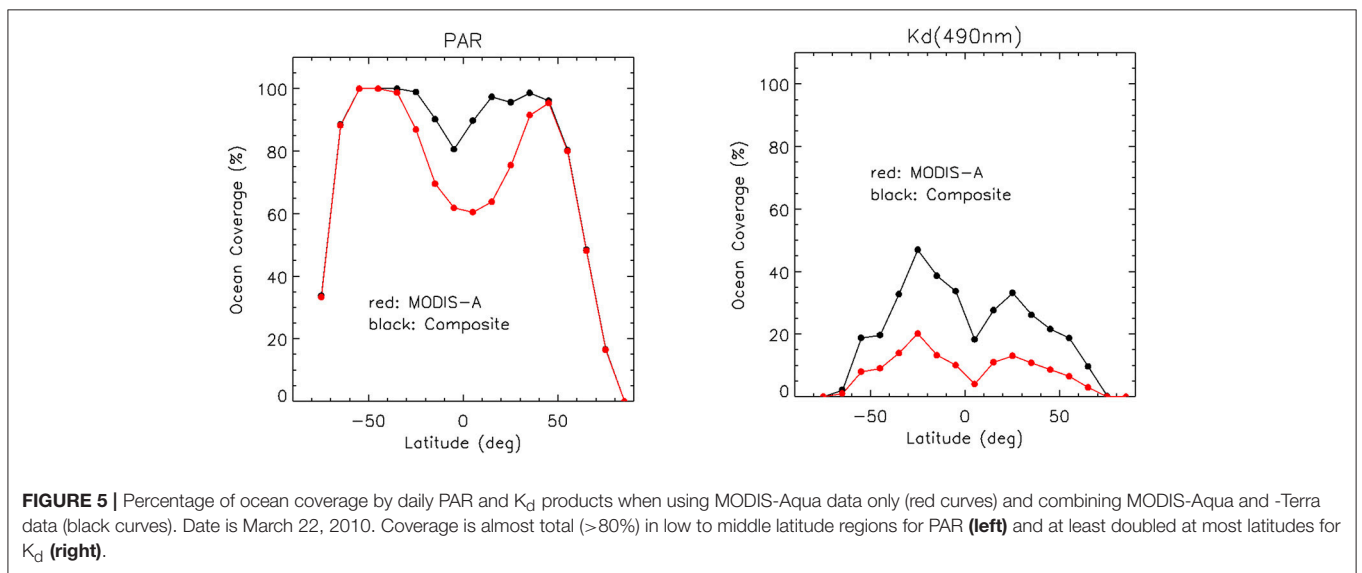 PAR
Ocean Coverage (%)
100
80
60
40
20
0
red: MODIS-A
black: Composite
−50
0
50
Latitude (deg)
Kd(490nm)
Ocean Coverage (%)
100
80
60
40
20
0
red: MODIS-A
black: Composite
−50
0
50
Latitude (deg)
FIGURE 5 | Percentage of ocean coverage by daily PAR and Kd products when using MODIS-Aqua data only (red curves) and combining MODIS-Aqua and -Terra
data (black curves). Date is March 22, 2010. Coverage is almost total (>80%) in low to middle latitude regions for PAR (left) and at least doubled at most latitudes for
Kd (right).